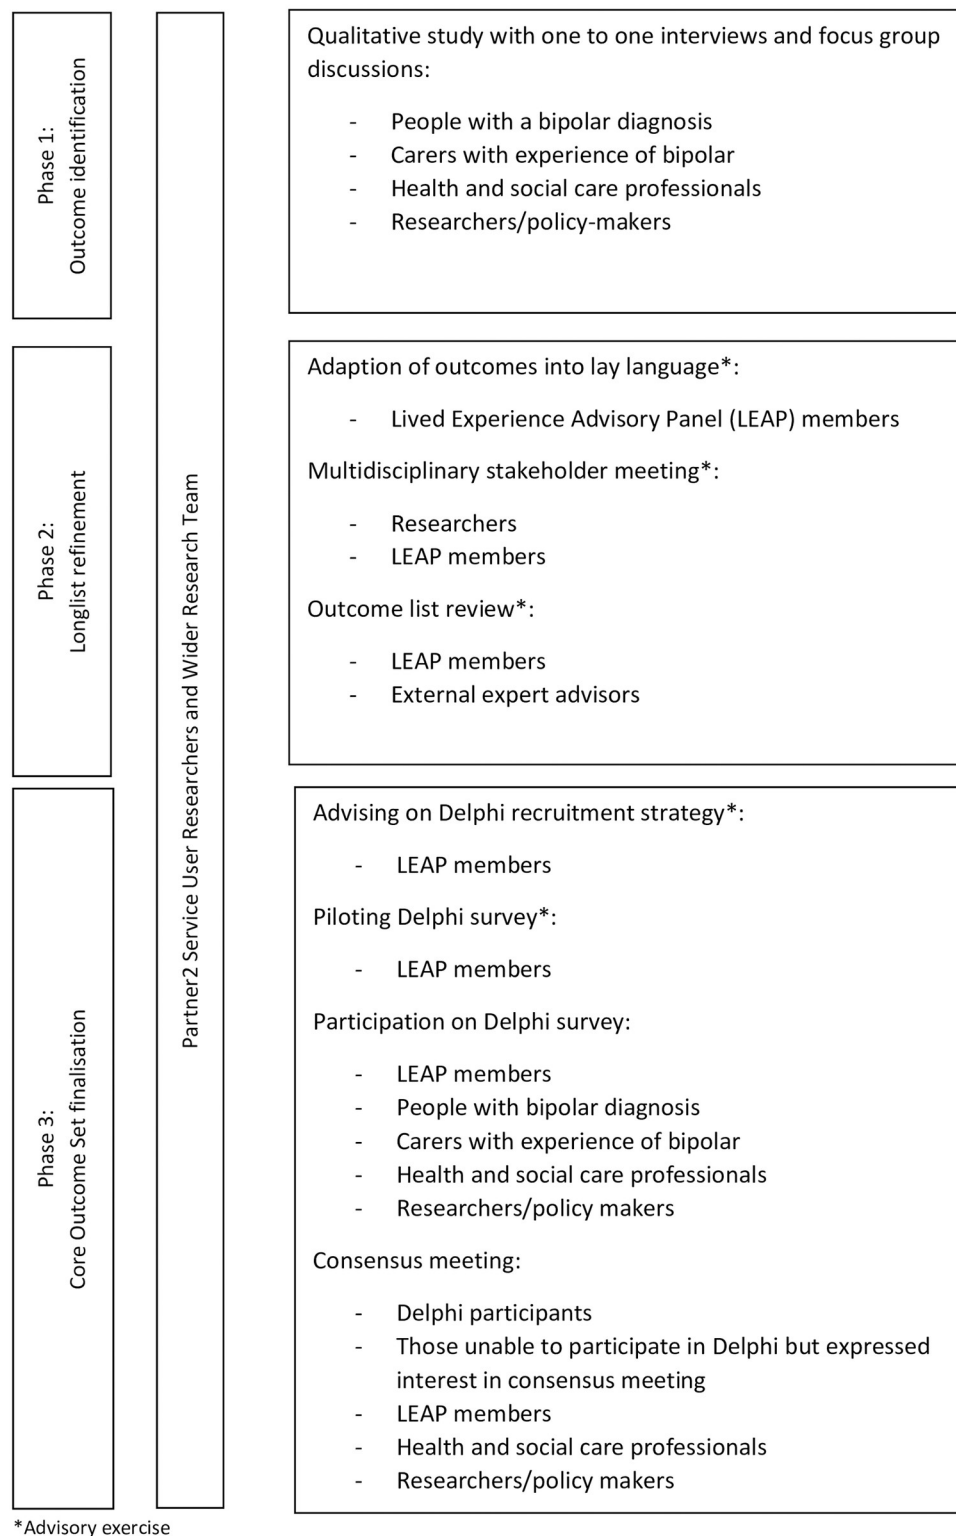 Phase 1:
Outcome identification
Qualitative study with one to one interviews and focus group
discussions:
- People with a bipolar diagnosis
- Carers with experience of bipolar
- Health and social care professionals
- Researchers/policy-makers
Partner2 Service User Researchers and Wider Research Team
Phase 2:
Longlist refinement
Adaption of outcomes into lay language*:
- Lived Experience Advisory Panel (LEAP) members
Multidisciplinary stakeholder meeting*:
- Researchers
- LEAP members
Outcome list review*:
- LEAP members
- External expert advisors
Phase 3:
Core Outcome Set finalisation
Advising on Delphi recruitment strategy*:
- LEAP members
Piloting Delphi survey*:
- LEAP members
Participation on Delphi survey:
- LEAP members
- People with bipolar diagnosis
- Carers with experience of bipolar
- Health and social care professionals
- Researchers/policy makers
Consensus meeting:
- Delphi participants
- Those unable to participate in Delphi but expressed
interest in consensus meeting
- LEAP members
- Health and social care professionals
- Researchers/policy makers
*Advisory exercise